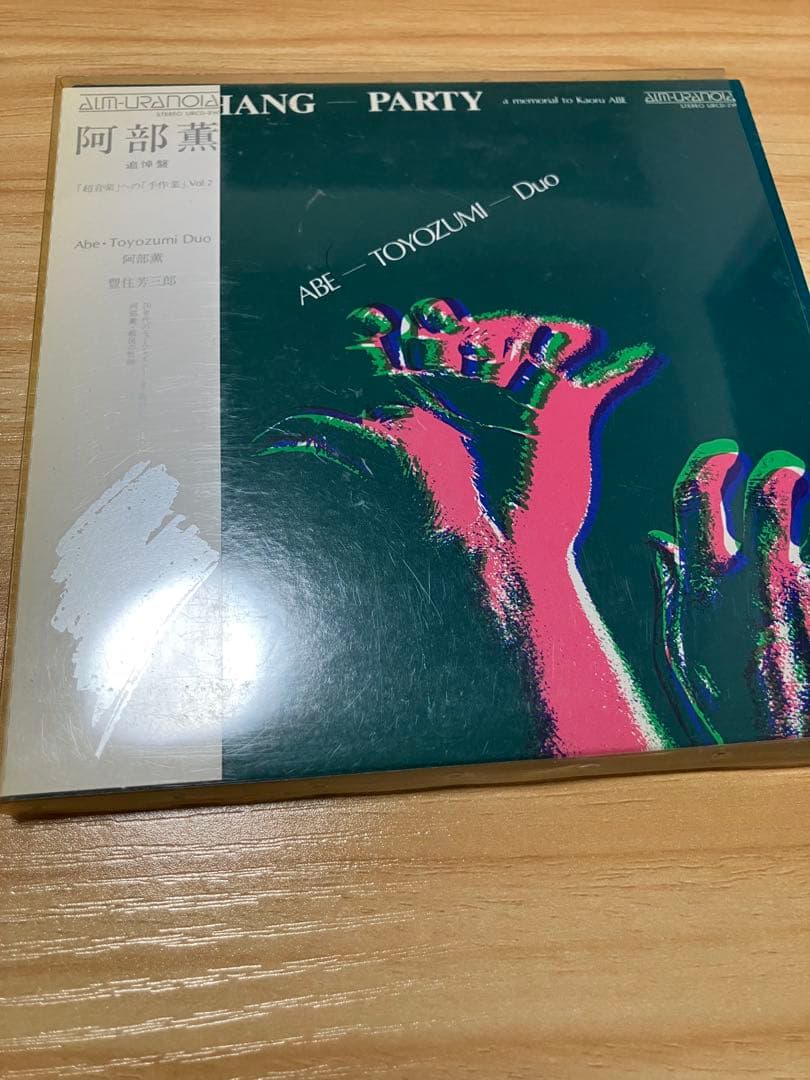 ALM-URANOIA
STEREO URCD-2
阿部薫
追悼盤
「超音楽」への「手作業」Vol.2
Abe・Toyozumi Duo
阿部薫
豊住芳三郎
HANG — PARTY
a memorial to Kaoru ABE
ALM-URANOIA
STEREO URCD-2
ABE — TOYOZUMI — Duo